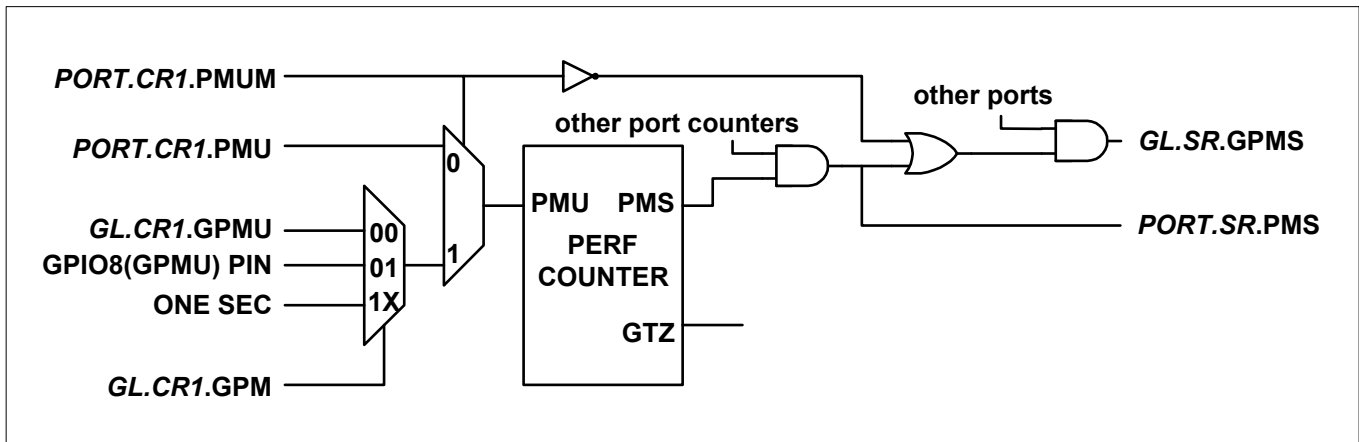 PORT.CR1.PMUM
other ports
other port counters
PORT.CR1.PMU
0
GL.SR.GPMS
PMU PMS
GL.CR1.GPMU
00
PORT.SR.PMS
PERF
GPIO8(GPMU) PIN
01
1
COUNTER
ONE SEC
1X
GTZ
GL.CR1.GPM